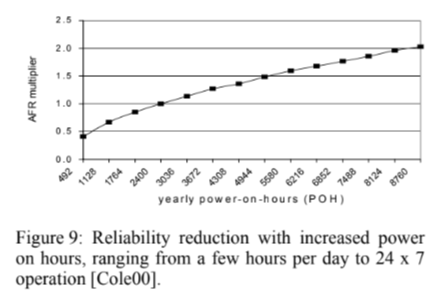 2.5
2.0
1.5
1.0
0.5
0.0
AFR multiplier
492 1128 1764 2400 3036 3672 4308 4944 5580 6216 6852 7488 8124 8760
yearly power-on-hours (POH)
Figure 9: Reliability reduction with increased power
on hours, ranging from a few hours per day to 24 x 7
operation [Cole00].